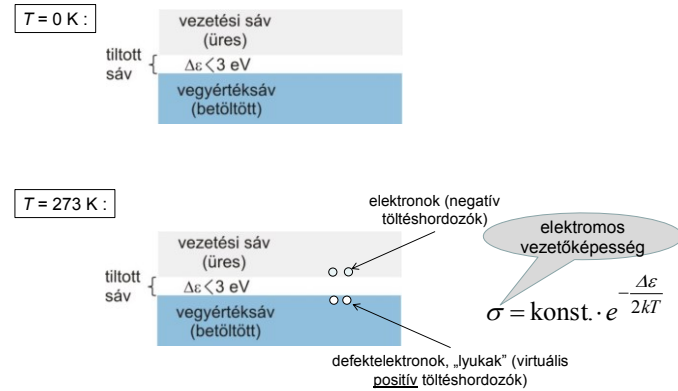 T = 0 K :
vezetési sáv
(üres)
tiltott
sáv
Δε < 3 eV
vegyértéksáv
(betöltött)
T = 273 K :
elektronok (negatív
töltéshordozók)
elektromos
vezetőképesség
vezetési sáv
(üres)
tiltott
sáv
Δε < 3 eV
vegyértéksáv
(betöltött)
σ = konst. · e^{-Δε/2kT}
defektelektronok, „lyukak” (virtuális
positív töltéshordozók)